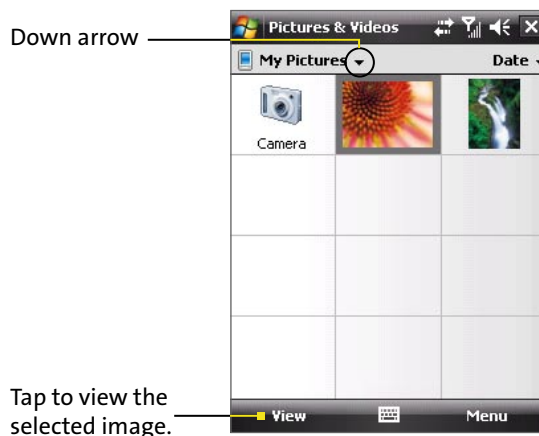 Down arrow
Pictures & Videos
My Pictures
Date
Camera
Tap to view the
selected image.
View
Menu